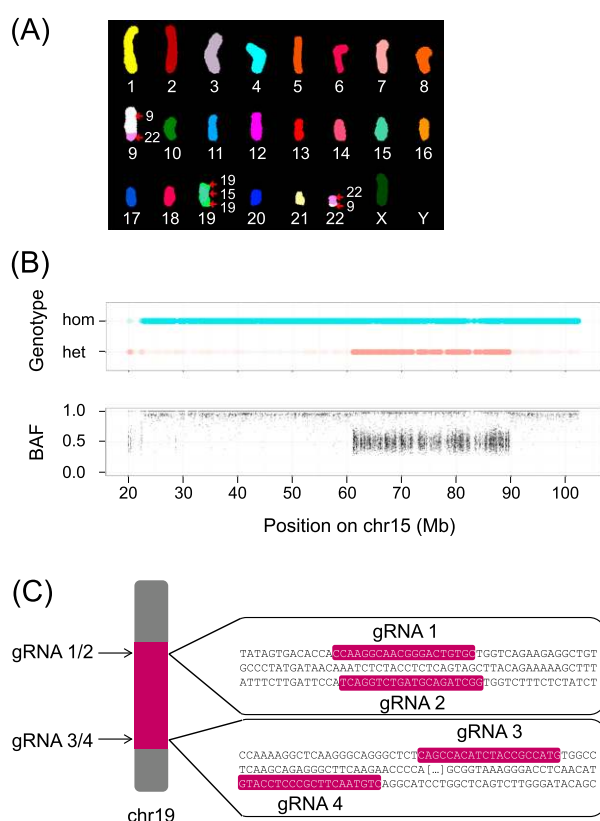 (A)
1 2 3 4 5 6 7 8
9
22
9 10 11 12 13 14 15 16
19
15
19
22
9
17 18 19 20 21 22 X Y
(B)
Genotype
hom
het
BAF
1.0
0.5
0.0
20 30 40 50 60 70 80 90 100
Position on chr15 (Mb)
(C)
gRNA 1/2
gRNA 3/4
chr19
gRNA 1
TATAGTGACACCACCAAGGCAACGGGACTGTGCTGGTCAGAAGAGGCTGT
GCCCTATGATAACAAATCTCTACCTCTCAGTAGCTTACAGAAAAAGCTTT
ATTTCTTGATTCCATCAGGTCTGATGCAGATCGGTGGTCTTTCTCTATCT
gRNA 2
gRNA 3
CCAAAAGGCTCAAGGGCAGGGCTCTCAGCCACATCTACCGCCATGTGGCC
TCAAGCAGAGGGCTTCAAGAACCCCA[…]GCGGTAAAGGGACCTCAACAT
GTACCTCCCGCTTCAATGTCAGGCATCCTGGCTCAGTCTTGGGATACAGC
gRNA 4